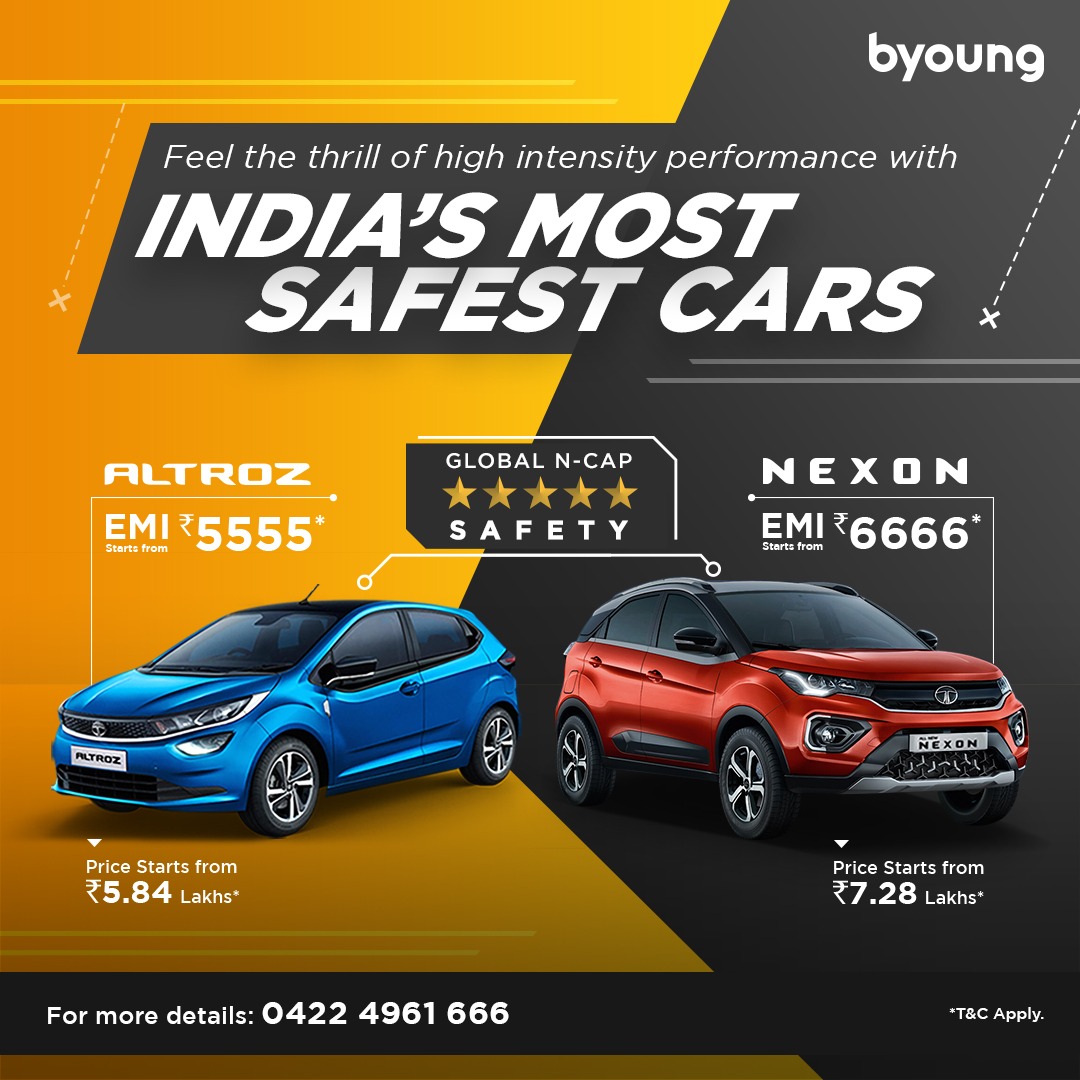 byoung
Feel the thrill of high intensity performance with
INDIA'S MOST
SAFEST CARS
ALTROZ
EMI ₹5555*
Starts from
GLOBAL N-CAP
SAFETY
NEXON
EMI ₹6666*
Starts from
ALTROZ
ALL NEW
NEXON
Price Starts from
₹5.84 Lakhs*
Price Starts from
₹7.28 Lakhs*
For more details: 0422 4961 666
*T&C Apply.